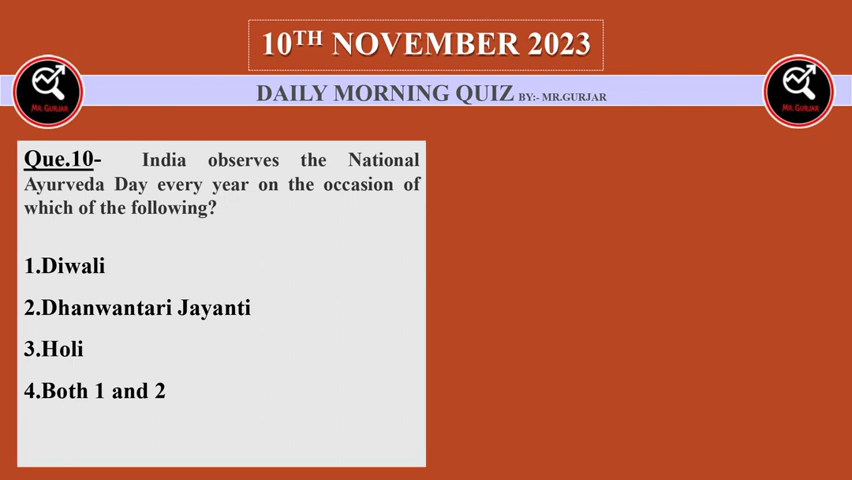 10TH NOVEMBER 2023
DAILY MORNING QUIZ BY:- MR.GURJAR
MR. GURJAR
MR. GURJAR
Que.10- India observes the National
Ayurveda Day every year on the occasion of
which of the following?
1.Diwali
2.Dhanwantari Jayanti
3.Holi
4.Both 1 and 2